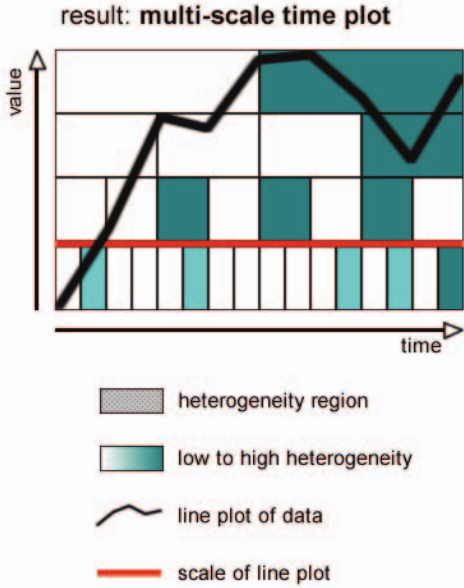 result: multi-scale time plot
value
time
heterogeneity region
low to high heterogeneity
line plot of data
scale of line plot